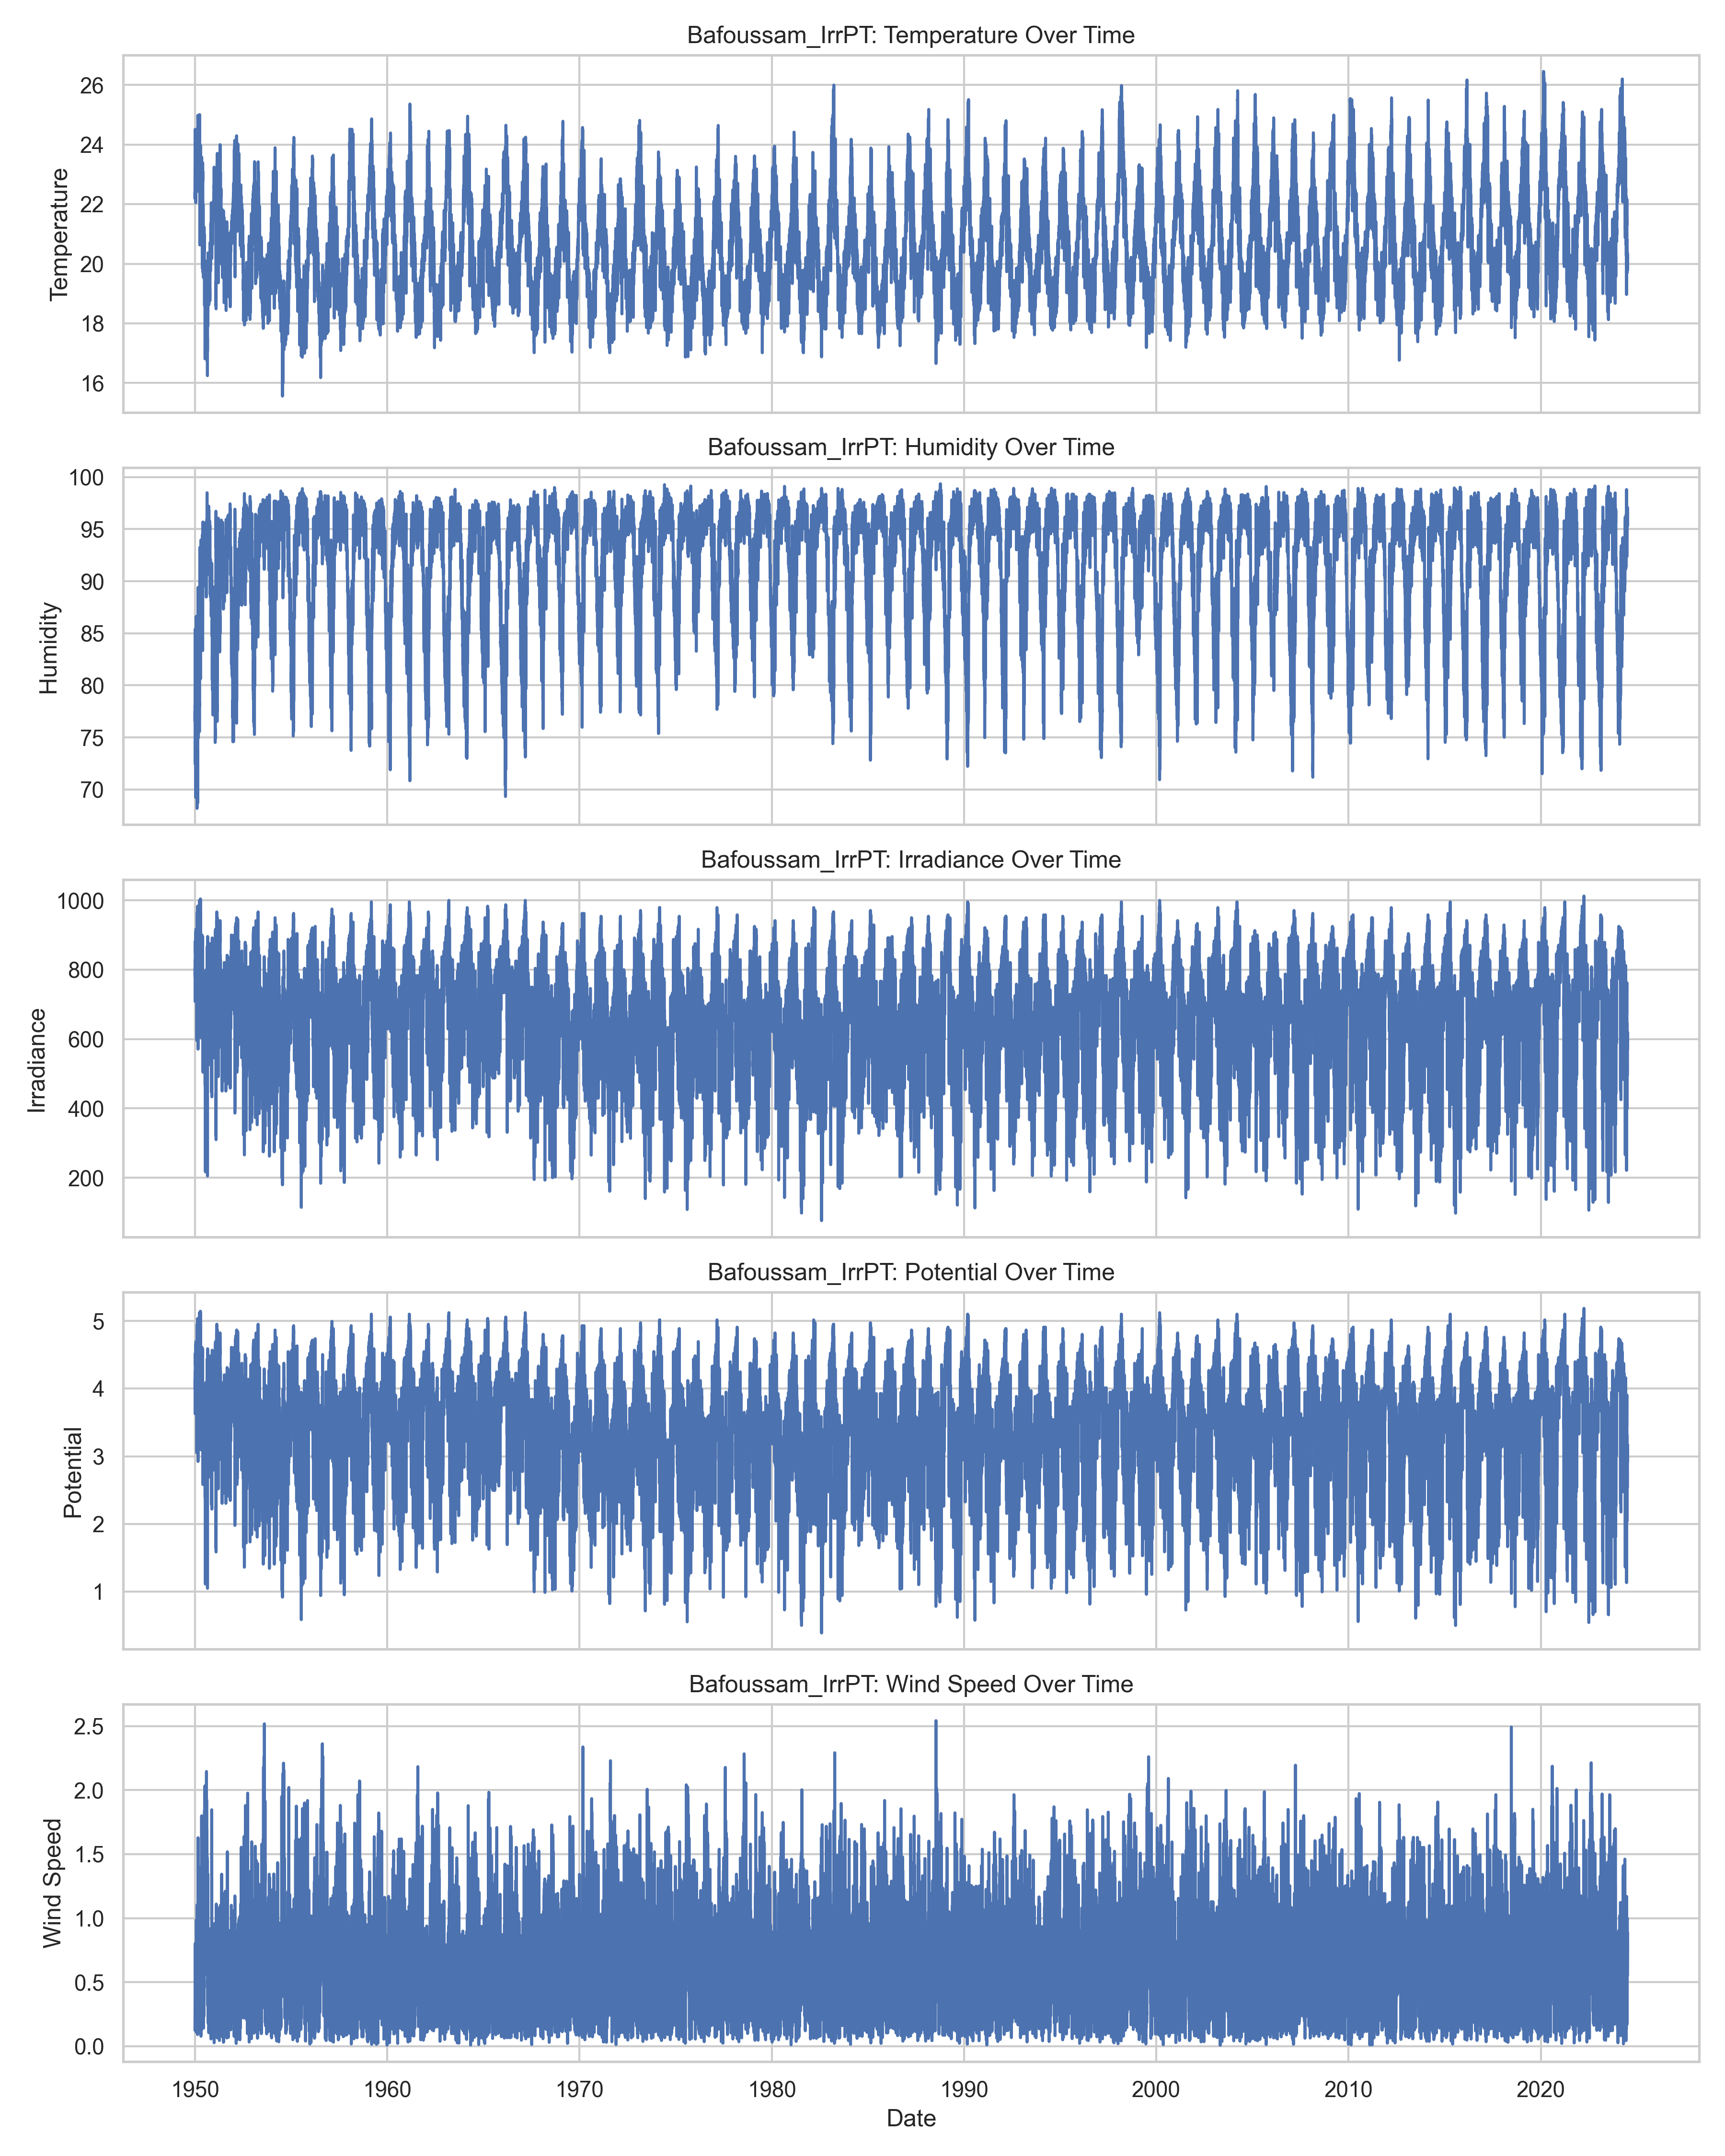 Bafoussam_IrrPT: Temperature Over Time
26
24
22
20
18
16
Temperature
Bafoussam_IrrPT: Humidity Over Time
100
95
90
85
80
75
70
Humidity
Bafoussam_IrrPT: Irradiance Over Time
1000
800
600
400
200
Irradiance
Bafoussam_IrrPT: Potential Over Time
5
4
3
2
1
Potential
Bafoussam_IrrPT: Wind Speed Over Time
2.5
2.0
1.5
1.0
0.5
0.0
Wind Speed
1950 1960 1970 1980 1990 2000 2010 2020
Date